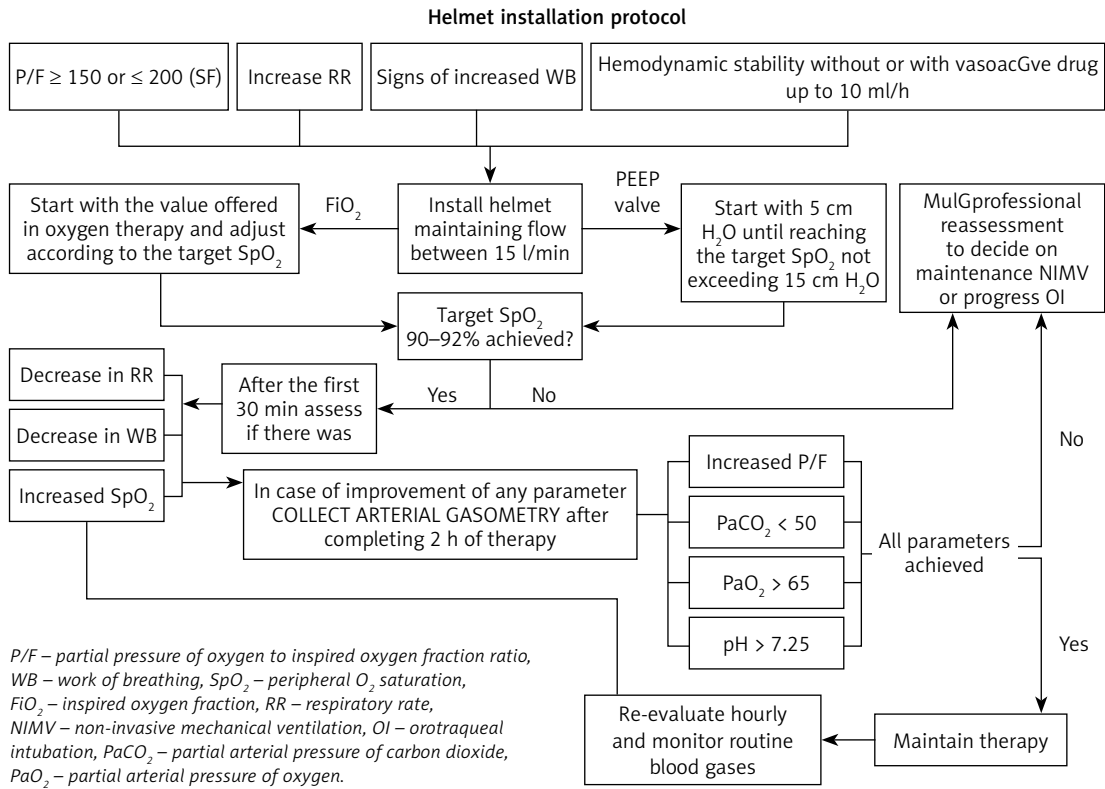 Helmet installation protocol
P/F ≥ 150 or ≤ 200 (SF)
Increase RR
Signs of increased WB
Hemodynamic stability without or with vasoacGve drug
up to 10 ml/h
Start with the value offered
in oxygen therapy and adjust
according to the target SpO₂
FiO₂
Install helmet
maintaining flow
between 15 l/min
PEEP
valve
Start with 5 cm
H₂O until reaching
the target SpO₂ not
exceeding 15 cm H₂O
MulGprofessional
reassessment
to decide on
maintenance NIMV
or progress OI
Target SpO₂
90–92% achieved?
Yes
No
After the first
30 min assess
if there was
Decrease in RR
Decrease in WB
Increased SpO₂
In case of improvement of any parameter
COLLECT ARTERIAL GASOMETRY after
completing 2 h of therapy
Increased P/F
PaCO₂ < 50
PaO₂ > 65
pH > 7.25
All parameters
achieved
No
Yes
Maintain therapy
Re-evaluate hourly
and monitor routine
blood gases
P/F – partial pressure of oxygen to inspired oxygen fraction ratio,
WB – work of breathing, SpO₂ – peripheral O₂ saturation,
FiO₂ – inspired oxygen fraction, RR – respiratory rate,
NIMV – non-invasive mechanical ventilation, OI – orotraqueal
intubation, PaCO₂ – partial arterial pressure of carbon dioxide,
PaO₂ – partial arterial pressure of oxygen.